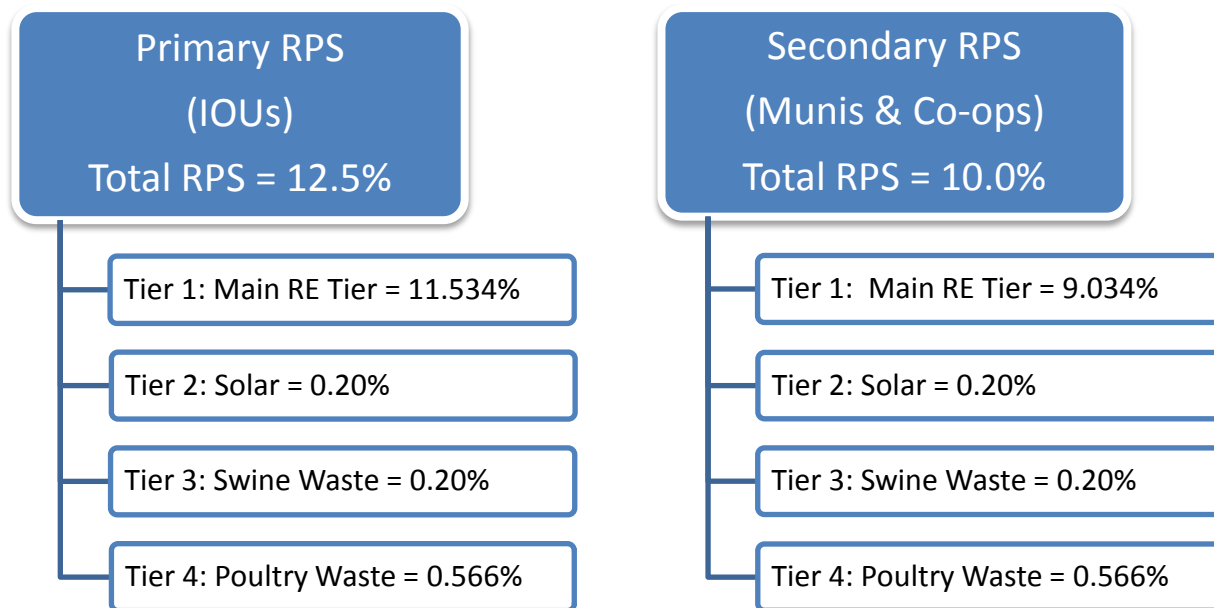 Primary RPS
(IOUs)
Total RPS = 12.5%
Tier 1: Main RE Tier = 11.534%
Tier 2: Solar = 0.20%
Tier 3: Swine Waste = 0.20%
Tier 4: Poultry Waste = 0.566%
Secondary RPS
(Munis & Co-ops)
Total RPS = 10.0%
Tier 1:  Main RE Tier = 9.034%
Tier 2: Solar = 0.20%
Tier 3: Swine Waste = 0.20%
Tier 4: Poultry Waste = 0.566%